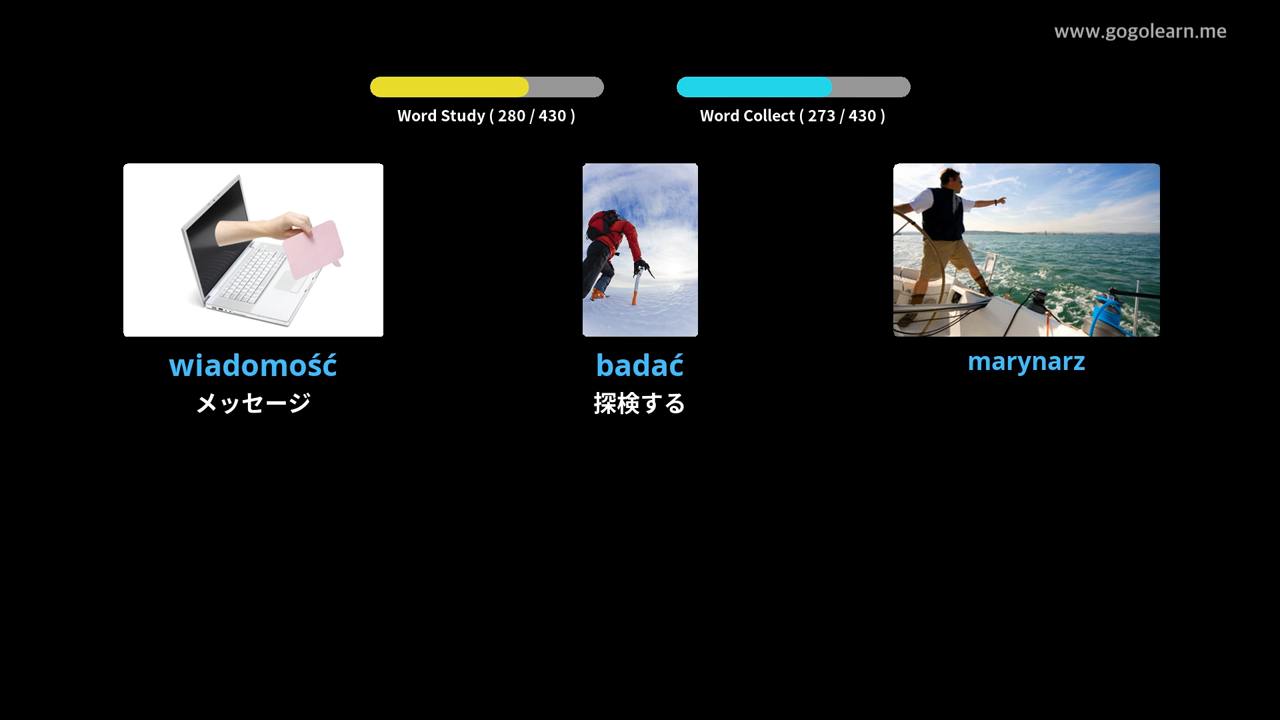 www.gogolearn.me
Word Study ( 280 / 430 )
Word Collect ( 273 / 430 )
wiadomość
メッセージ
badać
探検する
marynarz